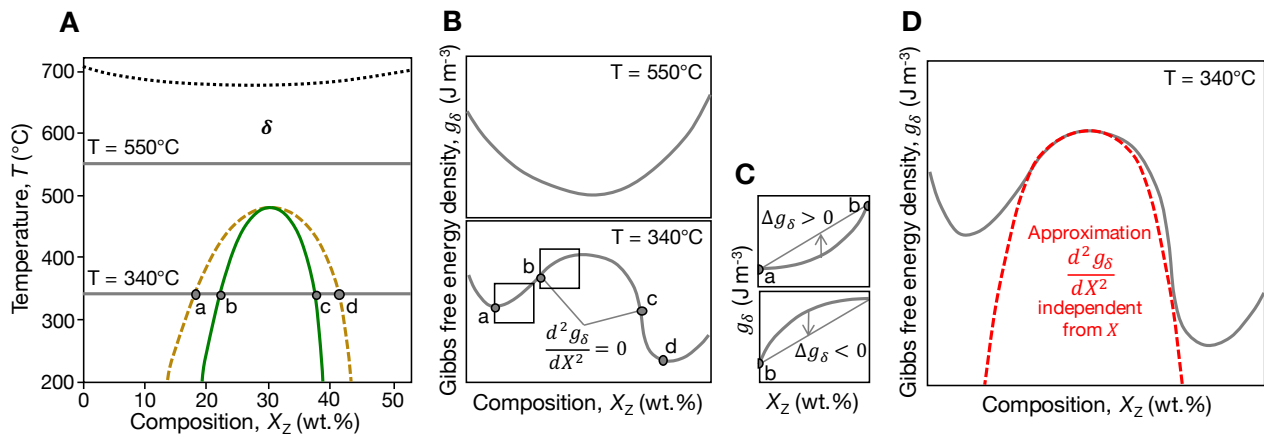 A
Temperature, T (°C)
700
600
500
400
300
200
δ
T = 550°C
T = 340°C
a
b
c
d
0
10
20
30
40
50
Composition, X_Z (wt.%)
B
Gibbs free energy density, g_δ (J m⁻³)
T = 550°C
T = 340°C
a
b
c
d
d²g_δ/dX² = 0
Composition, X_Z (wt.%)
C
g_δ (J m⁻³)
b
Δg_δ > 0
a
Δg_δ < 0
b
X_Z (wt.%)
D
Gibbs free energy density, g_δ (J m⁻³)
T = 340°C
Approximation
d²g_δ/dX²
independent
from X
Composition, X_Z (wt.%)